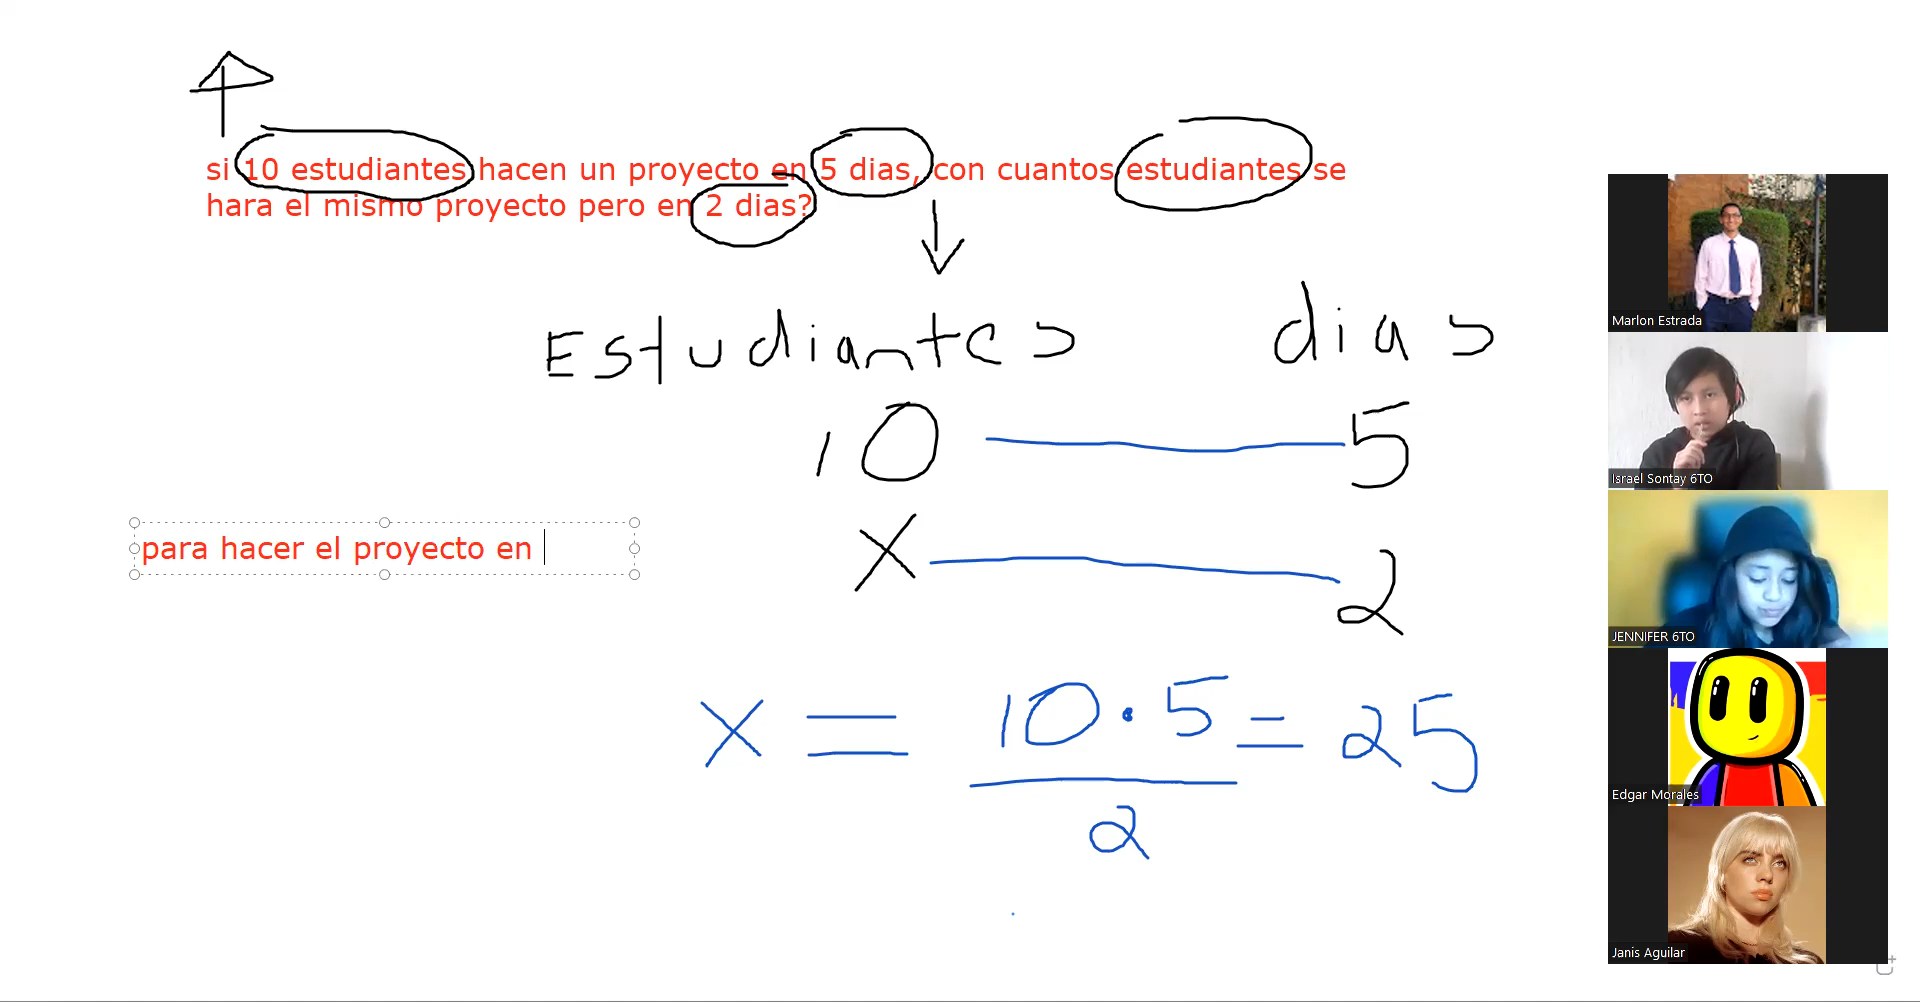 si 10 estudiantes hacen un proyecto en 5 dias, con cuantos estudiantes se
hara el mismo proyecto pero en 2 dias?
Estudiantes dias
10 5
x 2
para hacer el proyecto en
x = 10 · 5 = 25
2
Marlon Estrada
Israel Sontay 6TO
JENNIFER 6TO
Edgar Morales
Janis Aguilar